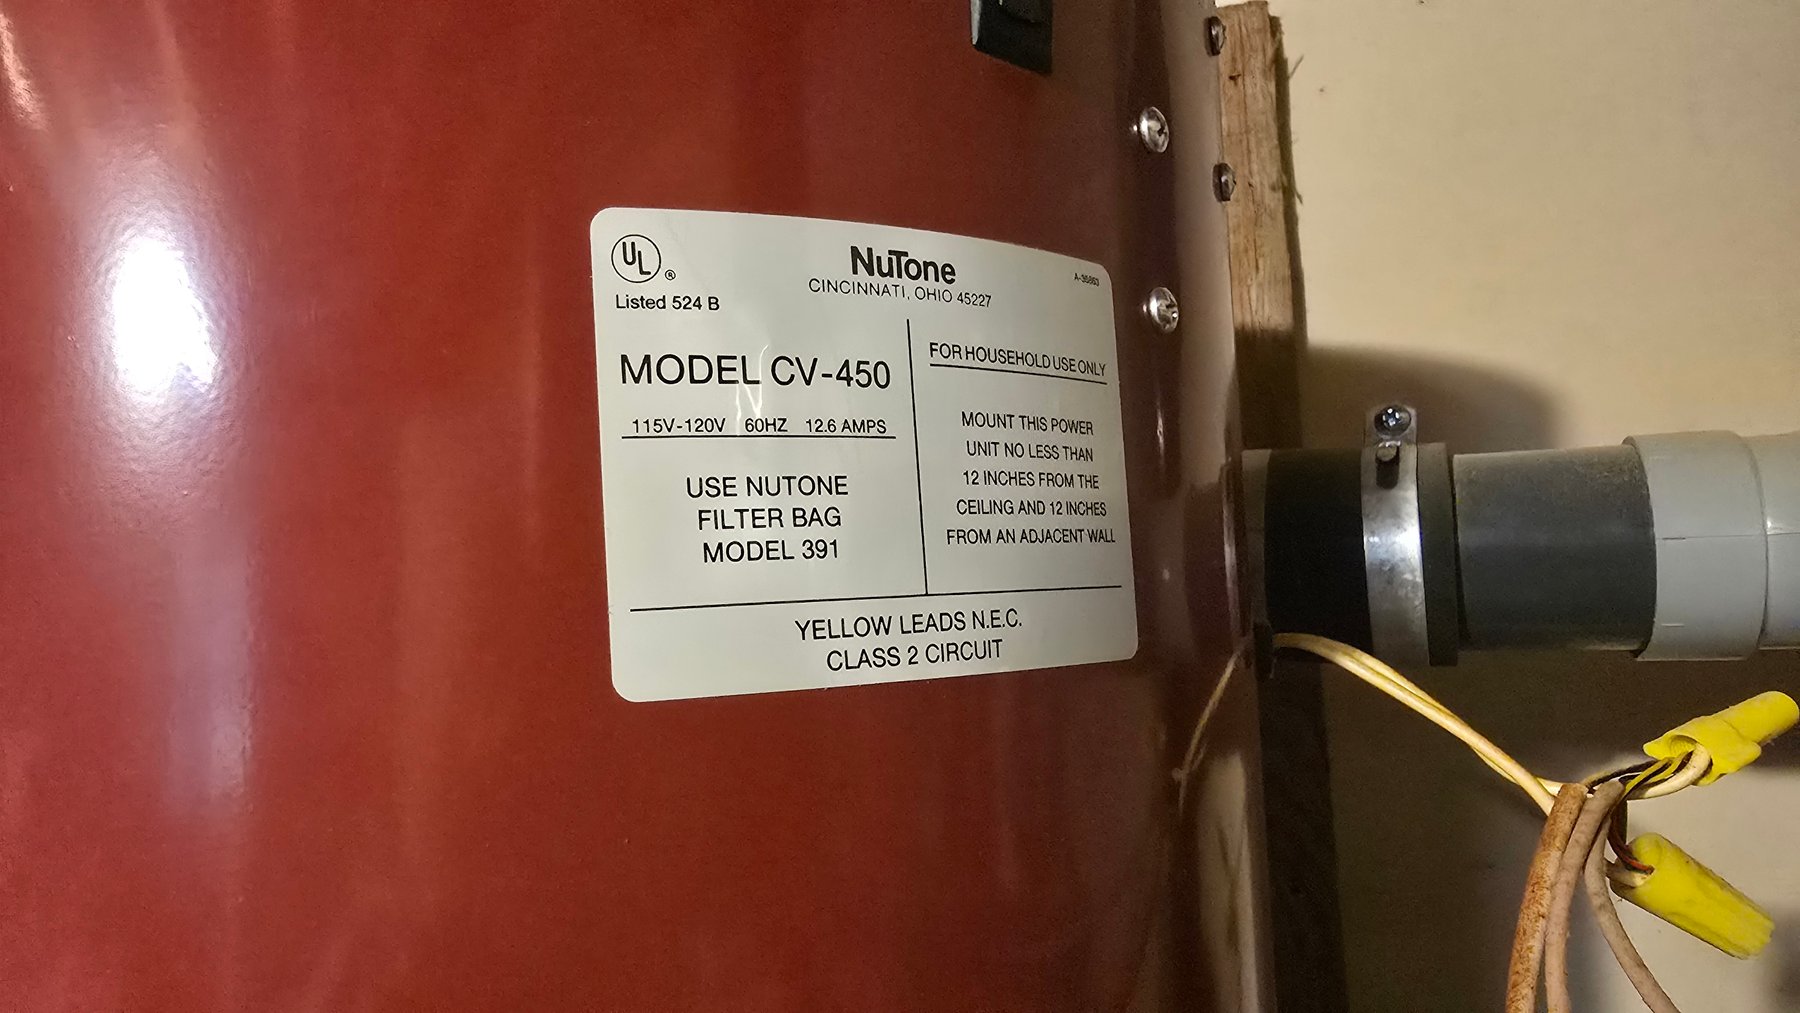 UL ®
Listed 524 B
NuTone
CINCINNATI, OHIO 45227
MODEL CV-450
115V-120V 60HZ 12.6 AMPS
USE NUTONE
FILTER BAG
MODEL 391
FOR HOUSEHOLD USE ONLY
MOUNT THIS POWER
UNIT NO LESS THAN
12 INCHES FROM THE
CEILING AND 12 INCHES
FROM AN ADJACENT WALL
YELLOW LEADS N.E.C.
CLASS 2 CIRCUIT